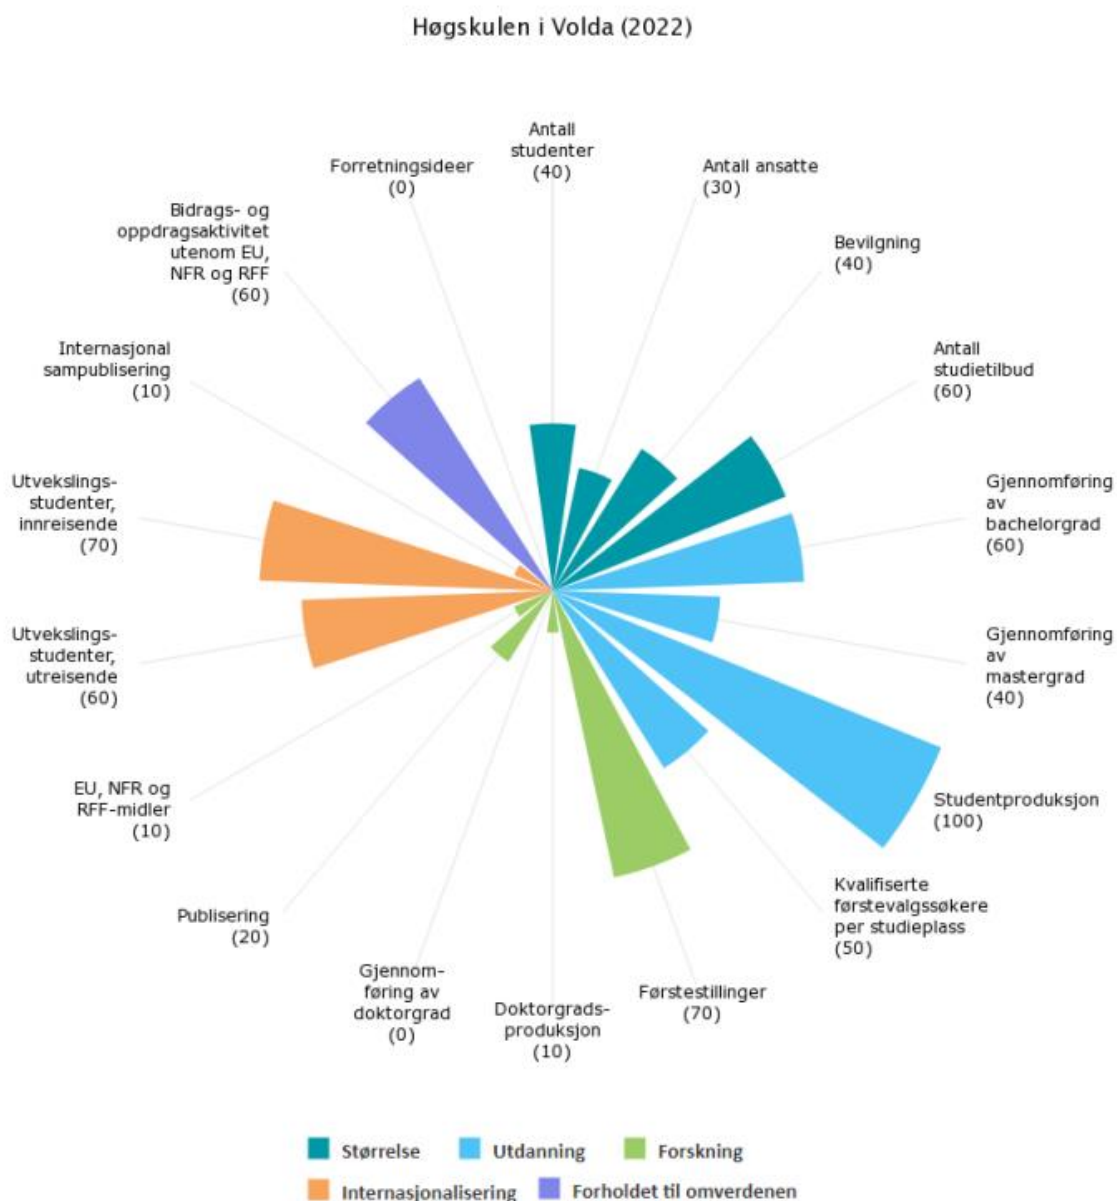 Høgskulen i Volda (2022)
Antall
studenter
(40)
Antall ansatte
(30)
Bevilgning
(40)
Antall
studietilbud
(60)
Gjennomføring
av
bachelorgrad
(60)
Gjennomføring
av
mastergrad
(40)
Studentproduksjon
(100)
Kvalifiserte
førstevalgssøkere
per studieplass
(50)
Førstestillinger
(70)
Doktorgrads-
produksjon
(10)
Gjennom-
føring av
doktorgrad
(0)
Publisering
(20)
EU, NFR og
RFF-midler
(10)
Utvekslings-
studenter,
utreisende
(60)
Utvekslings-
studenter,
innreisende
(70)
Internasjonal
sampublisering
(10)
Bidrags- og
oppdragsaktivitet
utenom EU,
NFR og RFF
(60)
Forretningsideer
(0)
Størrelse
Utdanning
Forskning
Internasjonalisering
Forholdet til omverdenen